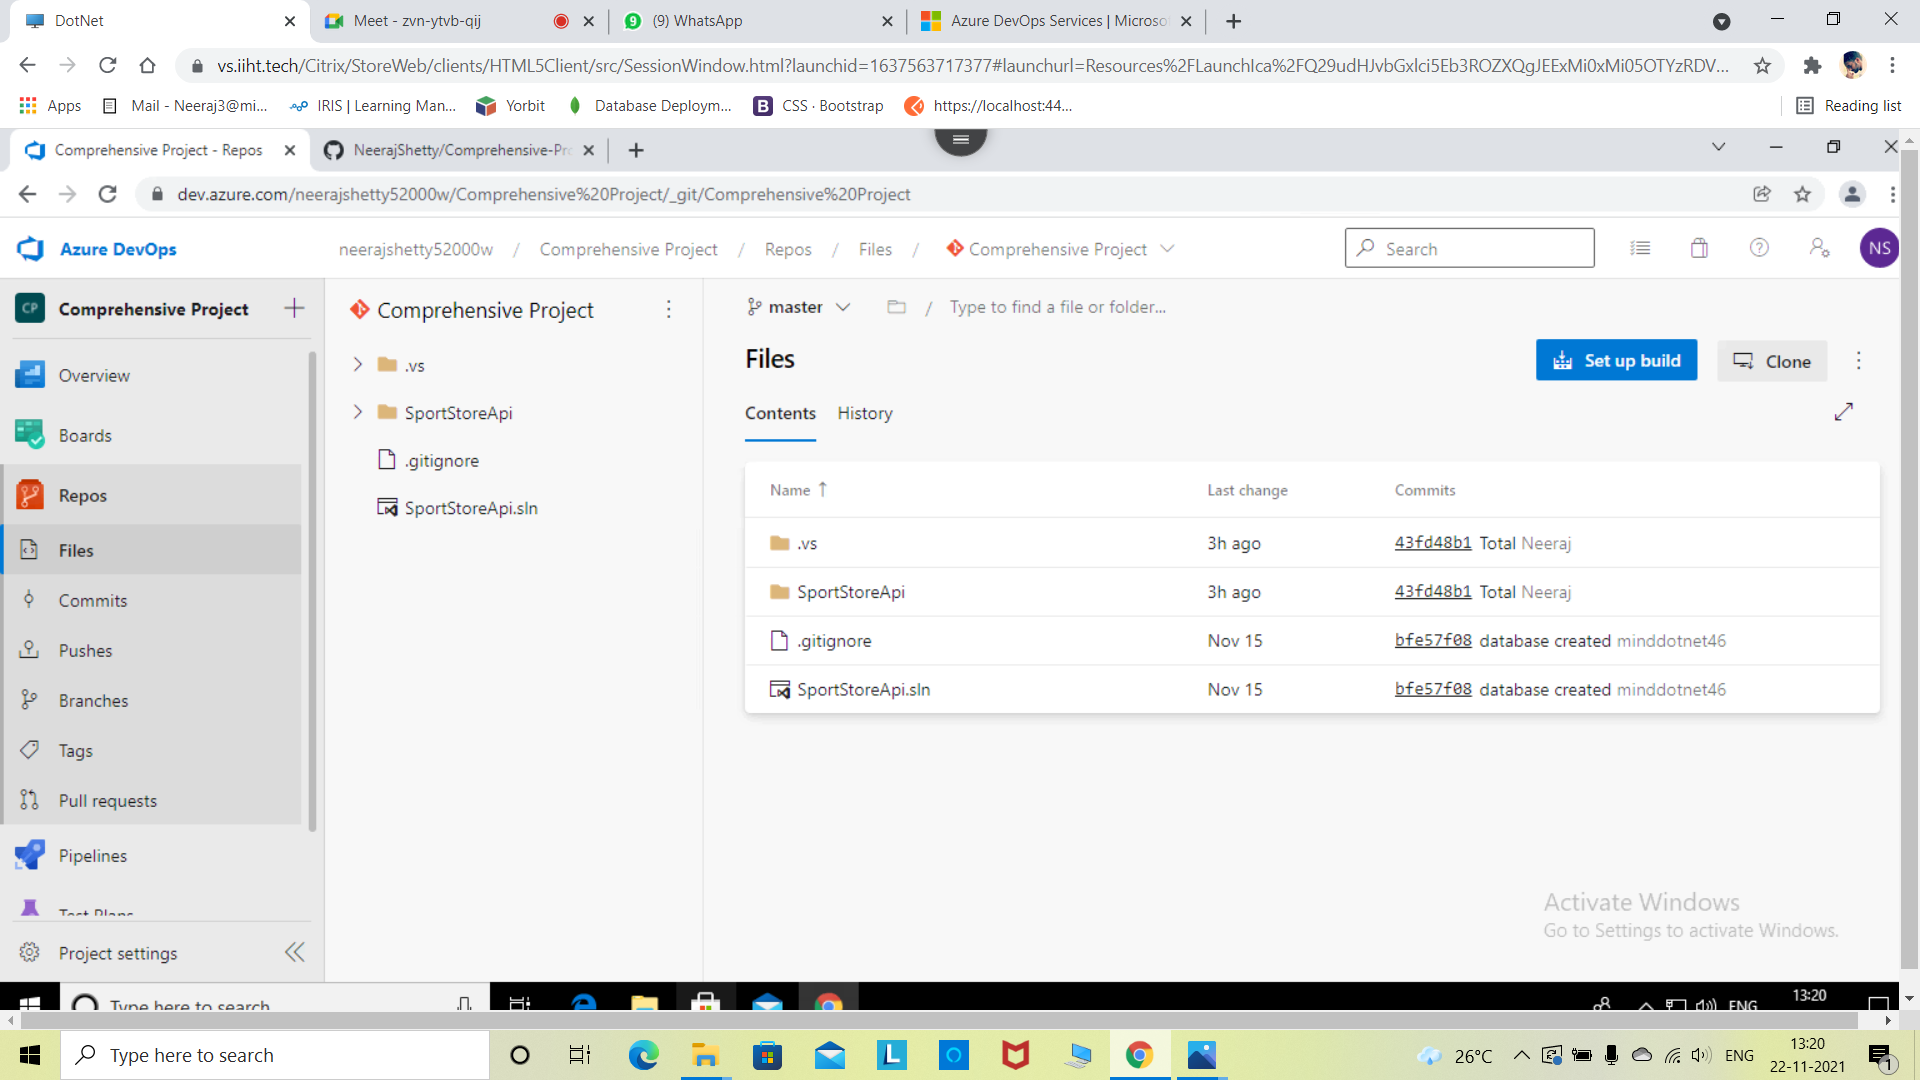 DotNet
Meet - zvn-ytvb-qij
(9) WhatsApp
Azure DevOps Services | Microso
vs.iiht.tech/Citrix/StoreWeb/clients/HTML5Client/src/SessionWindow.html?launchid=1637563717377#launchurl=Resources%2FLaunchIca%2FQ29udHJvbGxlci5Eb3ROZXQgJEExMi0xMi05OTYzRDV...
Apps
Mail - Neeraj3@mi...
IRIS | Learning Man...
Yorbit
Database Deploym...
B CSS · Bootstrap
https://localhost:44...
Reading list
Comprehensive Project - Repos
NeerajShetty/Comprehensive-Pro
dev.azure.com/neerajshetty52000w/Comprehensive%20Project/_git/Comprehensive%20Project
Azure DevOps
neerajshetty52000w / Comprehensive Project / Repos / Files / Comprehensive Project
Search
NS
CP Comprehensive Project
Overview
Boards
Repos
Files
Commits
Pushes
Branches
Tags
Pull requests
Pipelines
Test Plans
Project settings
Comprehensive Project
.vs
SportStoreApi
.gitignore
SportStoreApi.sln
master
/ Type to find a file or folder...
Files
Set up build
Clone
Contents
History
Name Last change Commits
.vs 3h ago 43fd48b1 Total Neeraj
SportStoreApi 3h ago 43fd48b1 Total Neeraj
.gitignore Nov 15 bfe57f08 database created minddotnet46
SportStoreApi.sln Nov 15 bfe57f08 database created minddotnet46
Activate Windows
Go to Settings to activate Windows.
Type here to search
ENG
13:20
Type here to search
L
26°C
ENG
13:20
22-11-2021
1